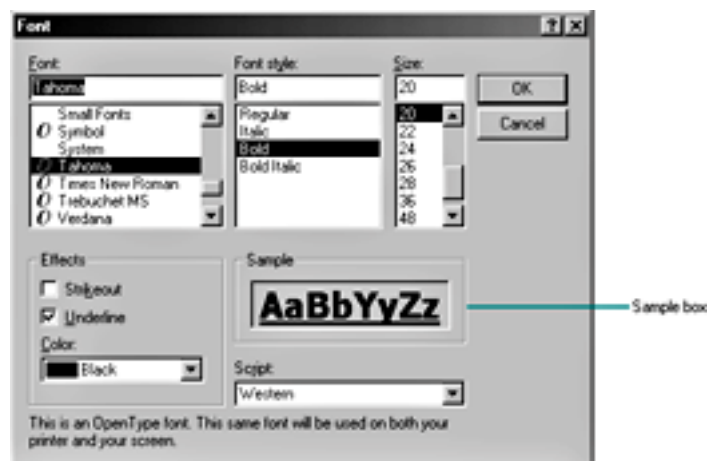 Font
Font: Font style: Size:
Tahoma Bold 20 OK
Small Fonts Regular 20 Cancel
Symbol Italic 22
System Bold 24
Tahoma Bold Italic 26
Times New Roman 28
Trebuchet MS 36
Verdana 48
Effects Sample
Strikeout
AaBbYyZz Sample box
Underline
Color:
Black Script:
Western
This is an OpenType font. This same font will be used on both your
printer and your screen.